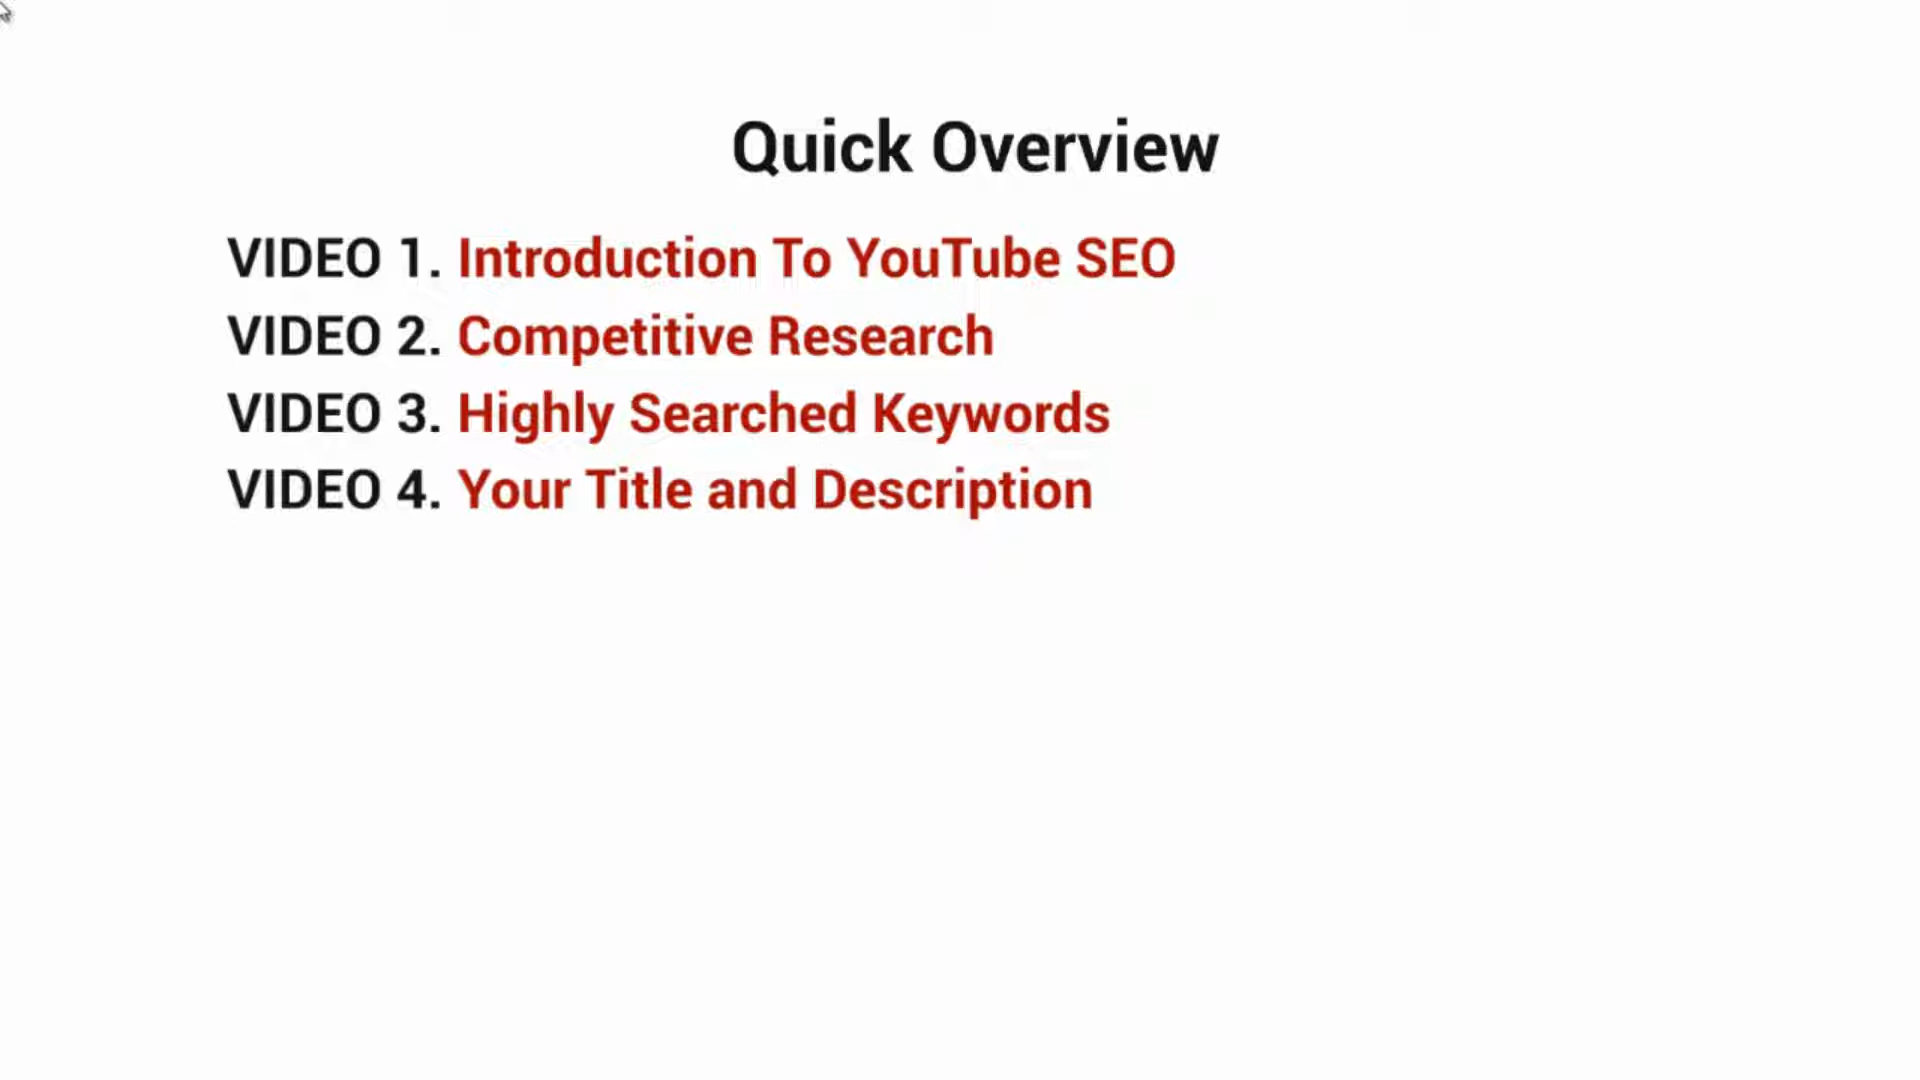 Quick Overview
VIDEO 1. Introduction To YouTube SEO
VIDEO 2. Competitive Research
VIDEO 3. Highly Searched Keywords
VIDEO 4. Your Title and Description